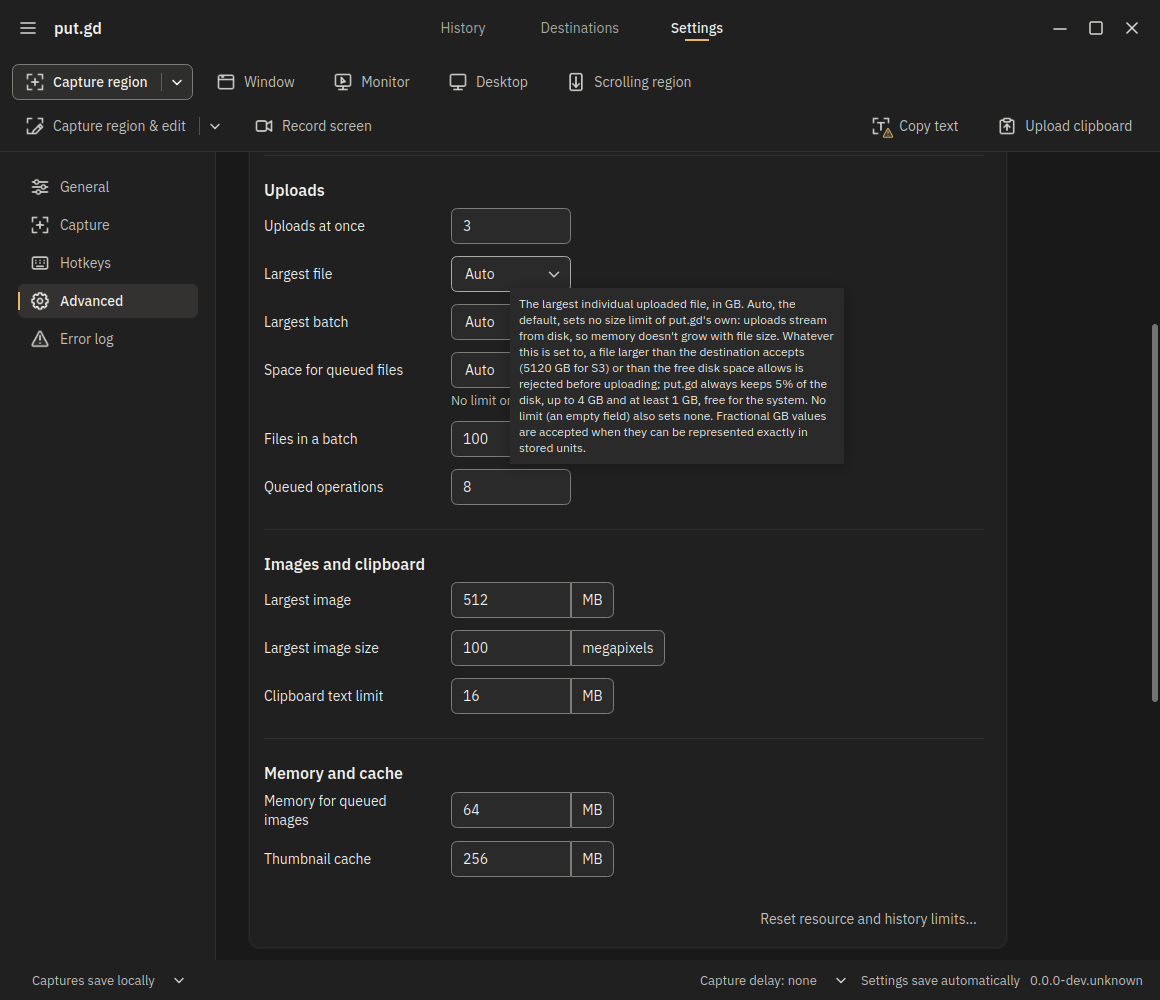 put.gd
History
Destinations
Settings
Capture region
Window
Monitor
Desktop
Scrolling region
Capture region & edit
Record screen
Copy text
Upload clipboard
General
Capture
Hotkeys
Advanced
Error log
Uploads
Uploads at once
3
Largest file
Auto
The largest individual uploaded file, in GB. Auto, the
default, sets no size limit of put.gd's own: uploads stream
from disk, so memory doesn't grow with file size. Whatever
this is set to, a file larger than the destination accepts
(5120 GB for S3) or than the free disk space allows is
rejected before uploading; put.gd always keeps 5% of the
disk, up to 4 GB and at least 1 GB, free for the system. No
limit (an empty field) also sets none. Fractional GB values
are accepted when they can be represented exactly in
stored units.
Largest batch
Auto
Space for queued files
Auto
No limit or
Files in a batch
100
Queued operations
8
Images and clipboard
Largest image
512 MB
Largest image size
100 megapixels
Clipboard text limit
16 MB
Memory and cache
Memory for queued
images
64 MB
Thumbnail cache
256 MB
Reset resource and history limits...
Captures save locally
Capture delay: none
Settings save automatically
0.0.0-dev.unknown